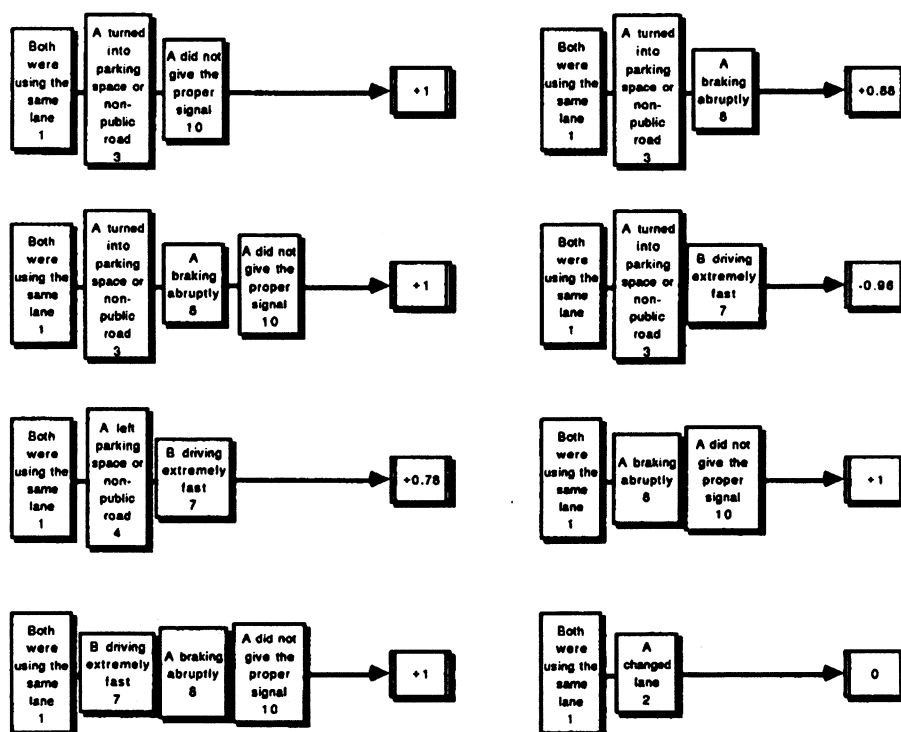 Both
were
using the
same
lane
1
A turned
into
parking
space or
non-
public
road
3
A did not
give the
proper
signal
10
+1
Both
were
using the
same
lane
1
A turned
into
parking
space or
non-
public
road
3
A
braking
abruptly
8
+0.88
Both
were
using the
same
lane
1
A turned
into
parking
space or
non-
public
road
3
A
braking
abruptly
8
A did not
give the
proper
signal
10
+1
Both
were
using the
same
lane
1
A turned
into
parking
space or
non-
public
road
3
B driving
extremely
fast
7
-0.96
Both
were
using the
same
lane
1
A left
parking
space or
non-
public
road
4
B driving
extremely
fast
7
+0.78
Both
were
using the
same
lane
1
A braking
abruptly
8
A did not
give the
proper
signal
10
+1
Both
were
using the
same
lane
1
B driving
extremely
fast
7
A braking
abruptly
8
A did not
give the
proper
signal
10
+1
Both
were
using the
same
lane
1
A
changed
lane
2
0